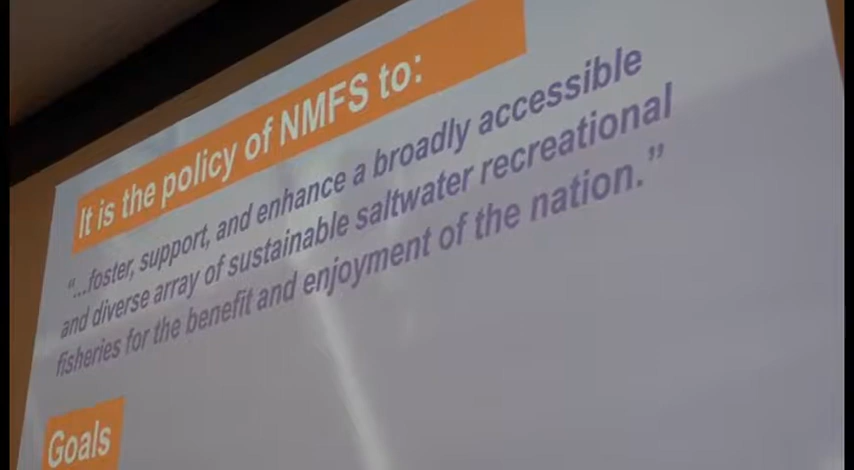 It is the policy of NMFS to:
“...foster, support, and enhance a broadly accessible
and diverse array of sustainable saltwater recreational
fisheries for the benefit and enjoyment of the nation.”
Goals